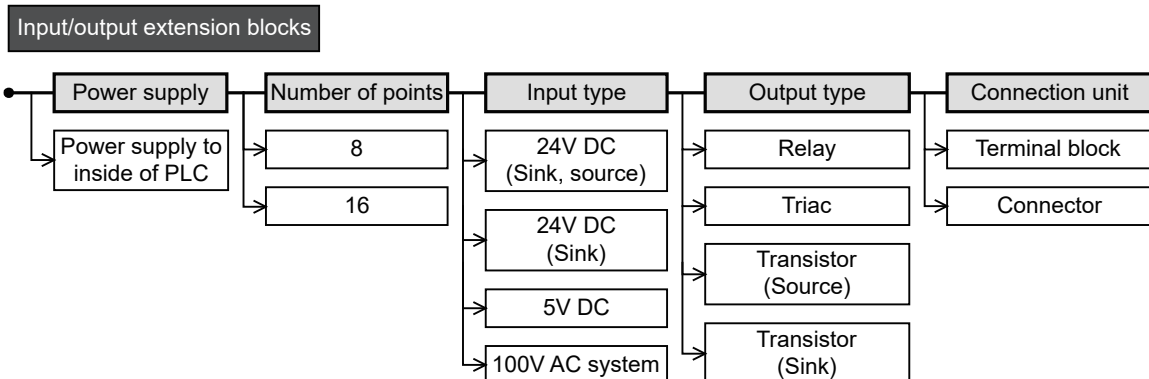 Input/output extension blocks
Power supply
Number of points
Input type
Output type
Connection unit
Power supply to
inside of PLC
8
16
24V DC
(Sink, source)
24V DC
(Sink)
5V DC
100V AC system
Relay
Triac
Transistor
(Source)
Transistor
(Sink)
Terminal block
Connector